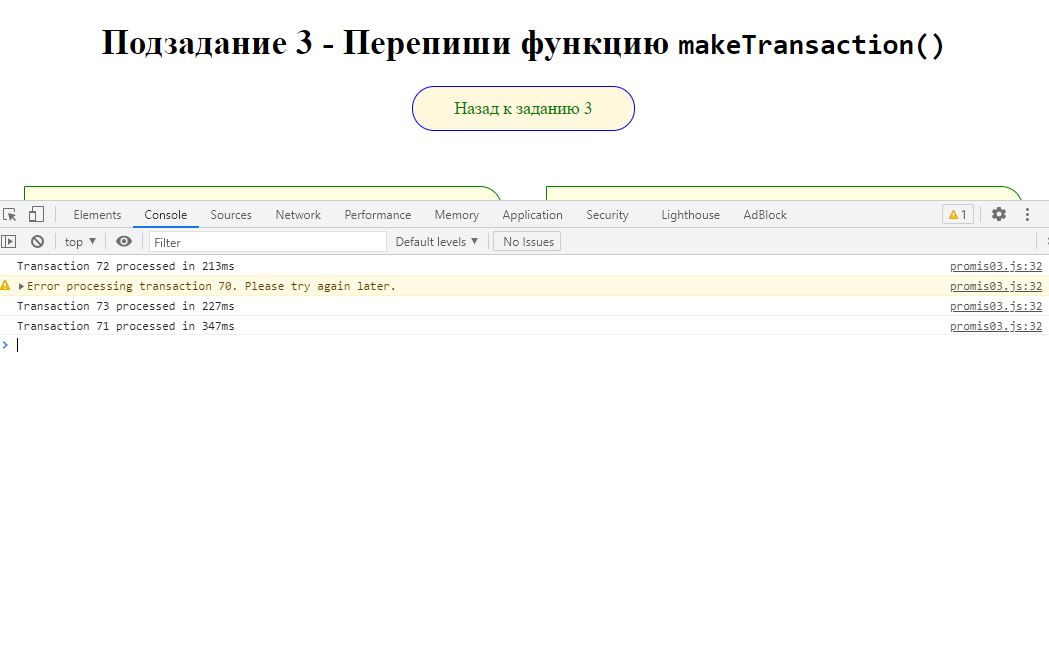 Подзадание 3 - Перепиши функцию makeTransaction()
Назад к заданию 3
Elements Console Sources Network Performance Memory Application Security Lighthouse AdBlock 1
top Filter Default levels No Issues
Transaction 72 processed in 213ms promis03.js:32
Error processing transaction 70. Please try again later. promis03.js:32
Transaction 73 processed in 227ms promis03.js:32
Transaction 71 processed in 347ms promis03.js:32